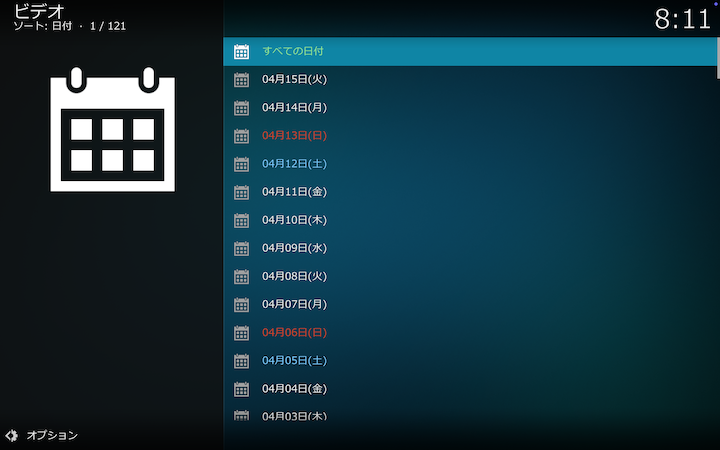 ビデオ
ソート: 日付 · 1 / 121
8:11
すべての日付
04月15日(火)
04月14日(月)
04月13日(日)
04月12日(土)
04月11日(金)
04月10日(木)
04月09日(水)
04月08日(火)
04月07日(月)
04月06日(日)
04月05日(土)
04月04日(金)
04月03日(木)
オプション